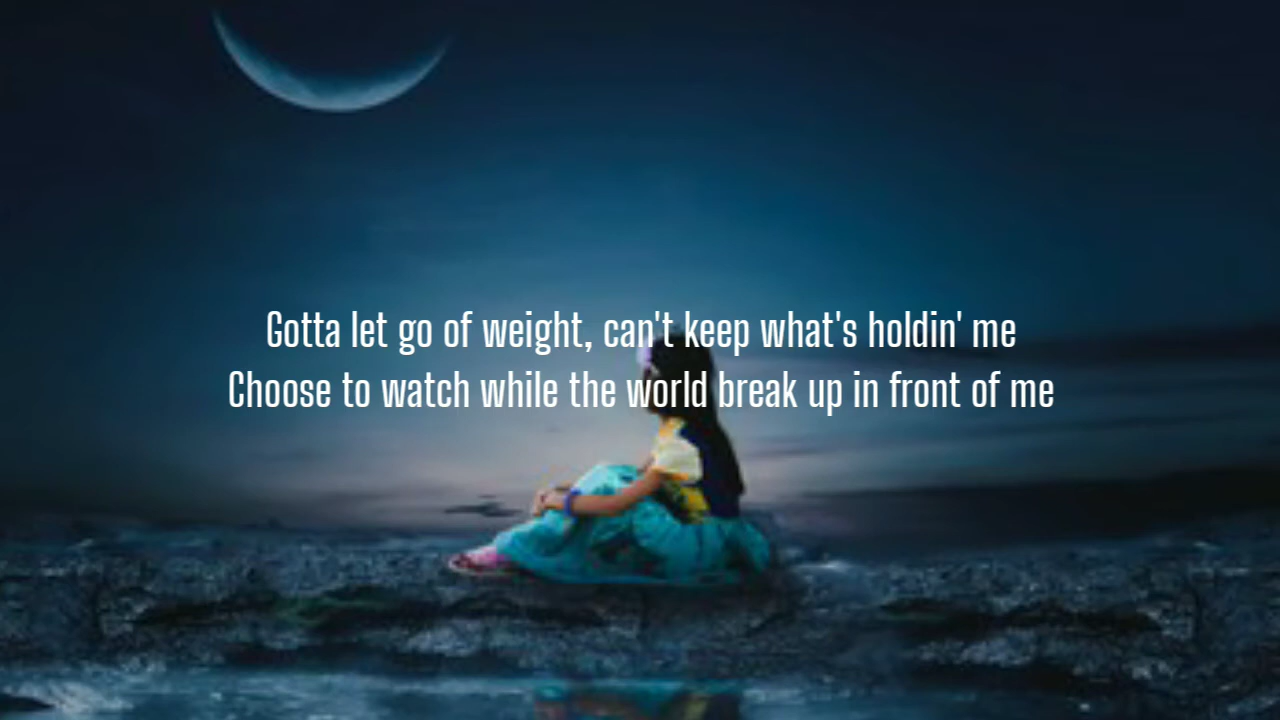 Gotta let go of weight, can't keep what's holdin' me
Choose to watch while the world break up in front of me